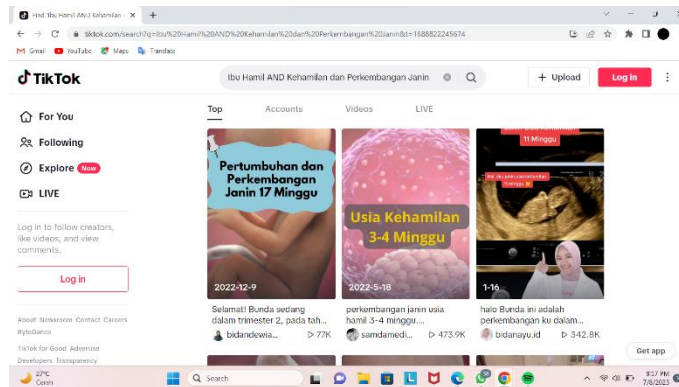 Find 'Ibu Hamil AND Kehamilan
tiktok.com/search?q=Ibu%20Hamil%20AND%20Kehamilan%20dan%20Perkembangan%20Janin&t=1688822245674
Gmail YouTube Maps Translate
TikTok
Ibu Hamil AND Kehamilan dan Perkembangan Janin
+ Upload
Log in
For You
Following
Explore New
LIVE
Log in to follow creators,
like videos, and view
comments.
Log in
About Newsroom Contact Careers
ByteDance
TikTok for Good Advertise
Developers Transparency
Top Accounts Videos LIVE
Pertumbuhan dan
Perkembangan
Janin 17 Minggu
2022-12-9
Selamat! Bunda sedang
dalam trimester 2, pada tah...
bidandewia... 77K
Usia Kehamilan
3-4 Minggu
2022-5-18
perkembangan janin usia
hamil 3-4 minggu....
samdamedi... 473.9K
11 Minggu
1-16
halo Bunda ini adalah
perkembangan ku dalam...
bidanayu.id 342.8K
Get app
27°C
Cerah
Search
9:17 PM
7/8/2023